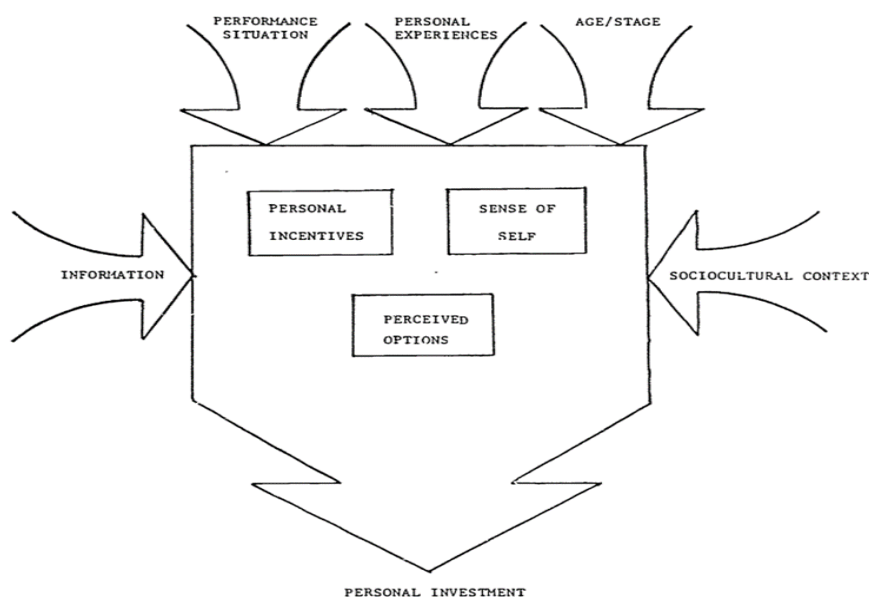 PERFORMANCE
SITUATION
PERSONAL
EXPERIENCES
AGE/STAGE
PERSONAL
INCENTIVES
SENSE OF
SELF
INFORMATION
SOCIOCULTURAL CONTEXT
PERCEIVED
OPTIONS
PERSONAL INVESTMENT